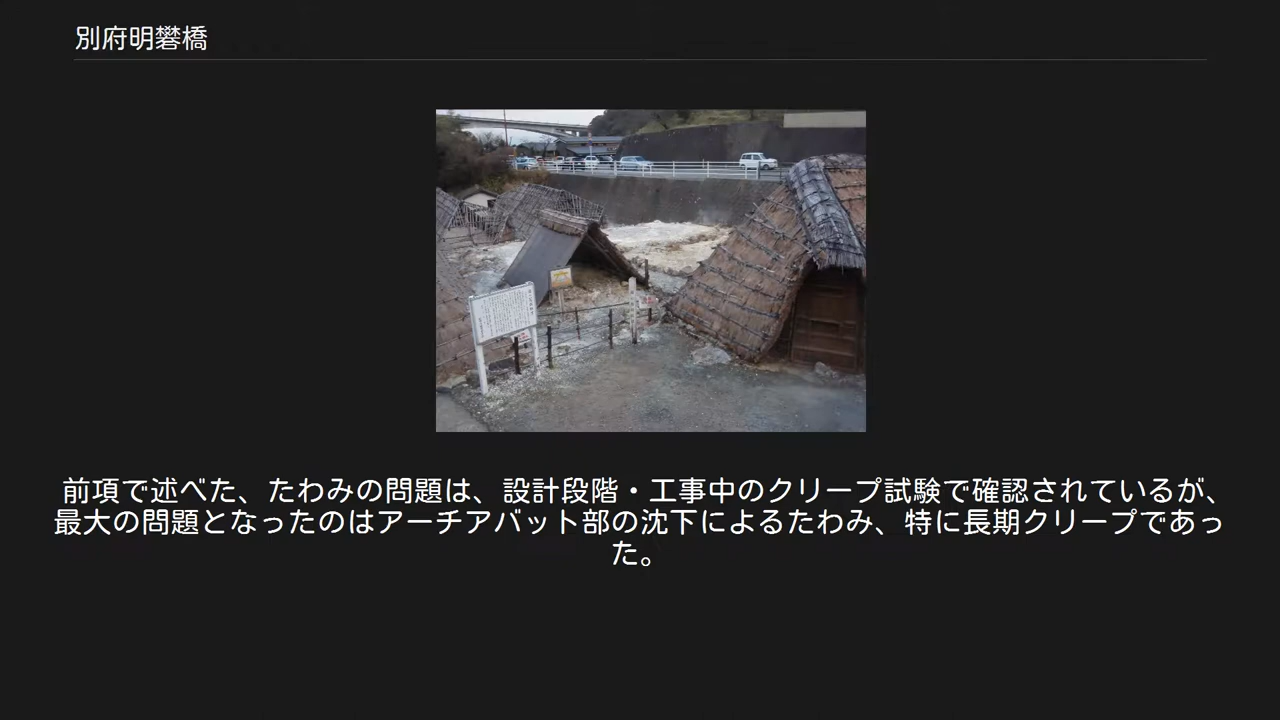 別府明礬橋
前項で述べた、たわみの問題は、設計段階・工事中のクリープ試験で確認されているが、
最大の問題となったのはアーチアバット部の沈下によるたわみ、特に長期クリープであっ
た。